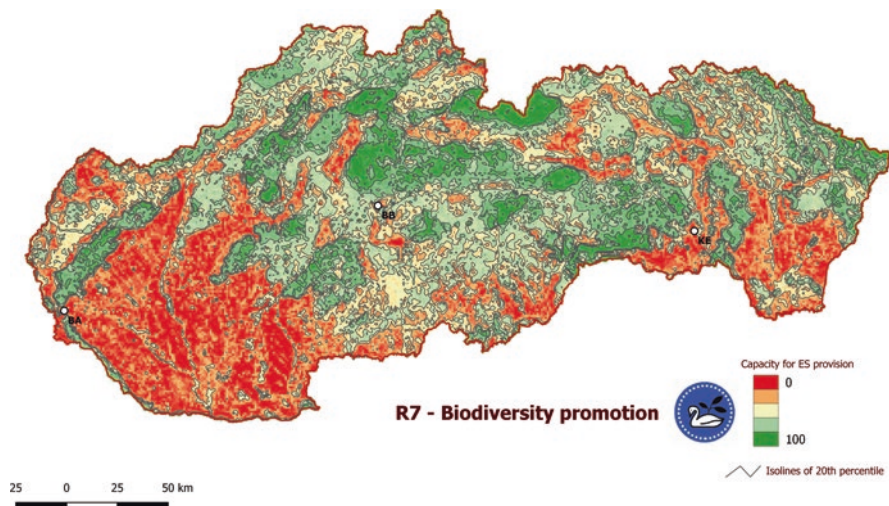 BB
KE
BA
Capacity for ES provision
0
100
R7 - Biodiversity promotion
Isolines of 20th percentile
25 0 25 50 km